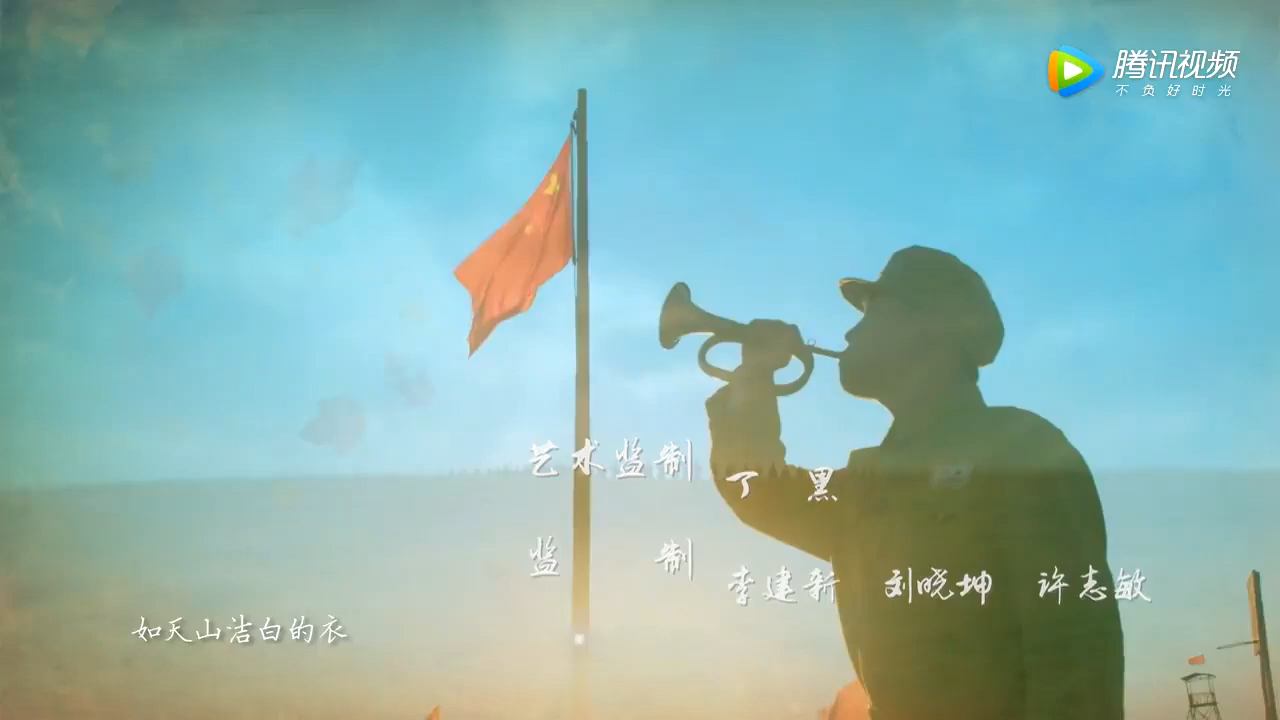 腾讯视频
不负好时光
艺术监制
丁 黑
监 制
李建新 刘晓坤 许志敏
如天山洁白的衣